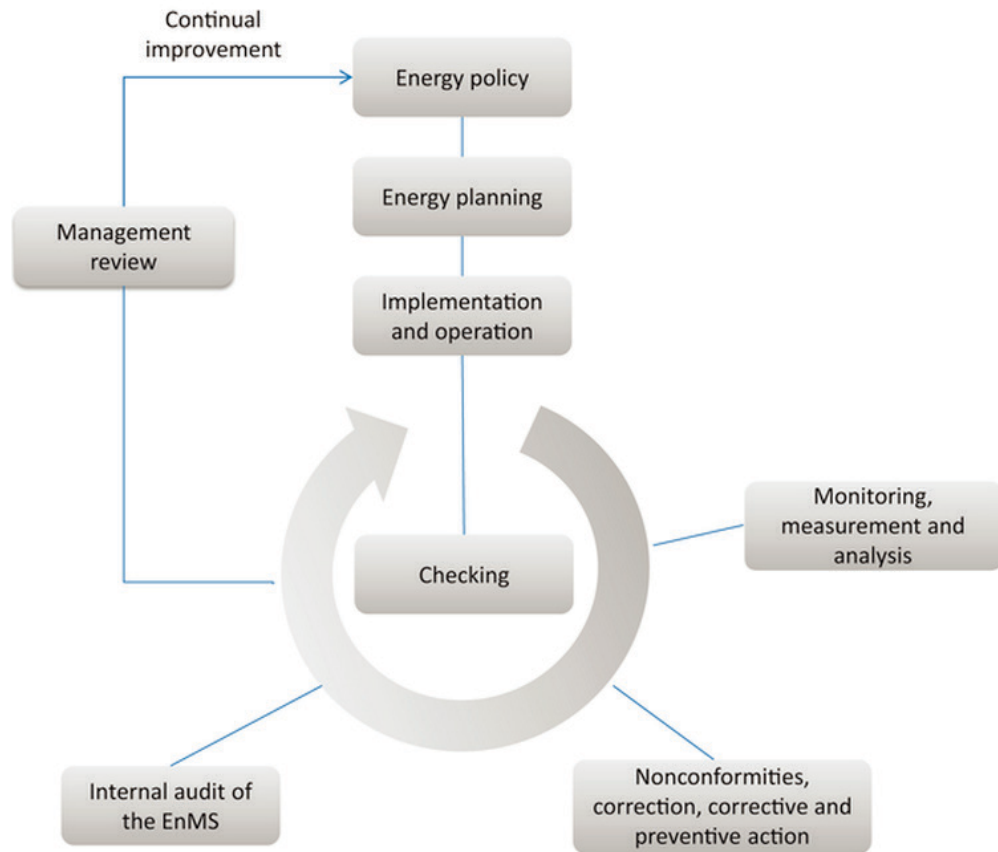 Continual
improvement
Energy policy
Energy planning
Management
review
Implementation
and operation
Monitoring,
measurement and
analysis
Checking
Internal audit of
the EnMS
Nonconformities,
correction, corrective and
preventive action